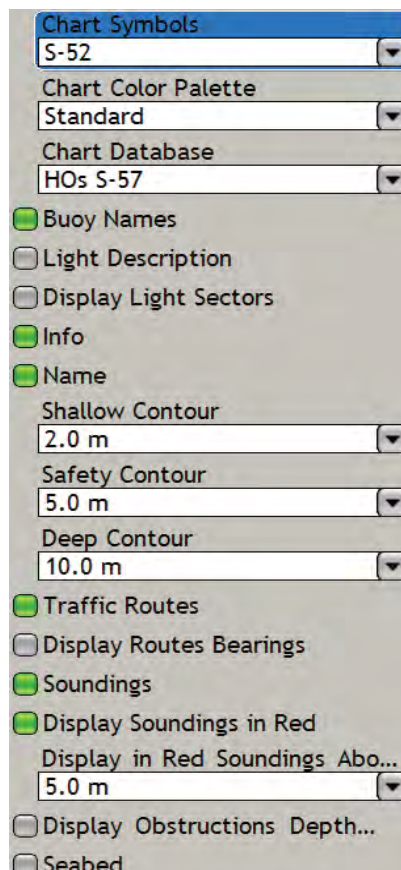 Chart Symbols
S-52
Chart Color Palette
Standard
Chart Database
HOs S-57
Buoy Names
Light Description
Display Light Sectors
Info
Name
Shallow Contour
2.0 m
Safety Contour
5.0 m
Deep Contour
10.0 m
Traffic Routes
Display Routes Bearings
Soundings
Display Soundings in Red
Display in Red Soundings Abo...
5.0 m
Display Obstructions Depth...
Seabed